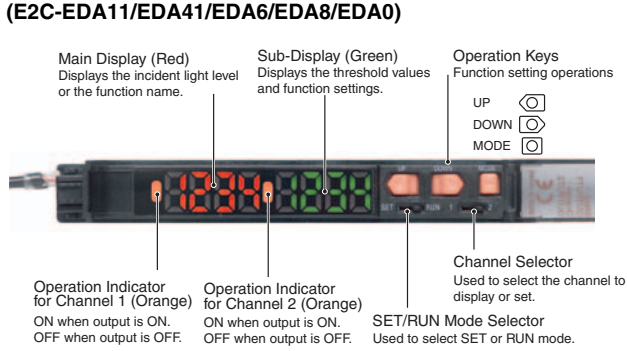 (E2C-EDA11/EDA41/EDA6/EDA8/EDA0)
Main Display (Red)
Displays the incident light level
or the function name.
Sub-Display (Green)
Displays the threshold values
and function settings.
Operation Keys
Function setting operations
UP
DOWN
MODE
UP
DOWN
MODE
1234
1234
SET
RUN
1
2
CE
Operation Indicator
for Channel 1 (Orange)
ON when output is ON.
OFF when output is OFF.
Operation Indicator
for Channel 2 (Orange)
ON when output is ON.
OFF when output is OFF.
SET/RUN Mode Selector
Used to select SET or RUN mode.
Channel Selector
Used to select the channel to
display or set.